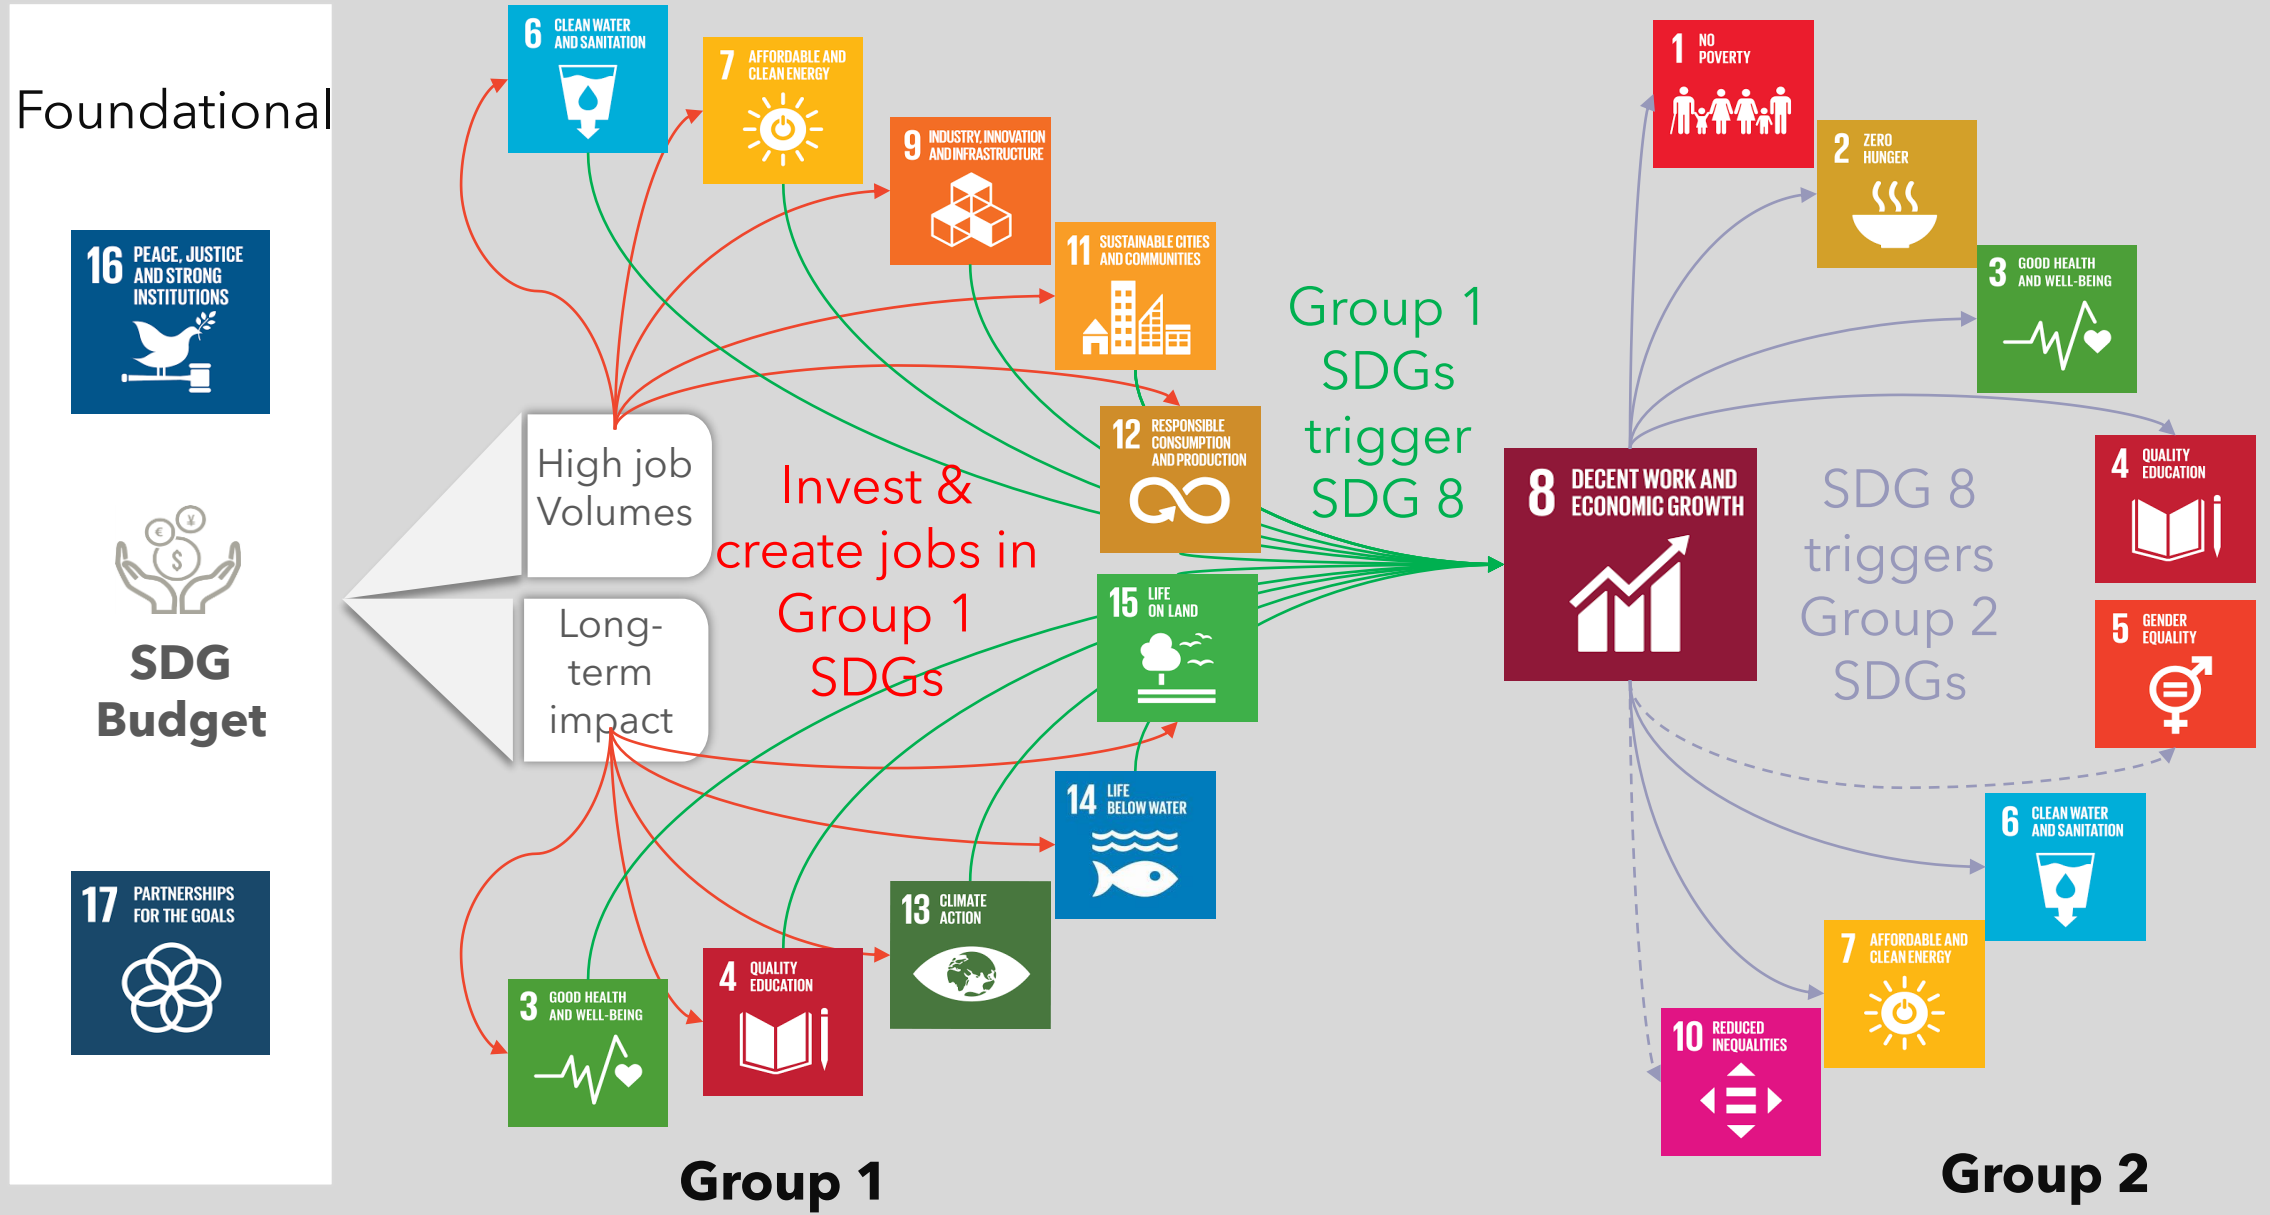 Foundational
16 PEACE, JUSTICE
AND STRONG
INSTITUTIONS
€
¥
$
SDG
Budget
17 PARTNERSHIPS
FOR THE GOALS
6 CLEAN WATER
AND SANITATION
7 AFFORDABLE AND
CLEAN ENERGY
9 INDUSTRY, INNOVATION
AND INFRASTRUCTURE
11 SUSTAINABLE CITIES
AND COMMUNITIES
12 RESPONSIBLE
CONSUMPTION
AND PRODUCTION
High job
Volumes
Long-
term
impact
Invest &
create jobs in
Group 1
SDGs
15 LIFE
ON LAND
14 LIFE
BELOW WATER
13 CLIMATE
ACTION
4 QUALITY
EDUCATION
3 GOOD HEALTH
AND WELL-BEING
Group 1
Group 1
SDGs
trigger
SDG 8
8 DECENT WORK AND
ECONOMIC GROWTH
SDG 8
triggers
Group 2
SDGs
1 NO
POVERTY
2 ZERO
HUNGER
3 GOOD HEALTH
AND WELL-BEING
4 QUALITY
EDUCATION
5 GENDER
EQUALITY
6 CLEAN WATER
AND SANITATION
7 AFFORDABLE AND
CLEAN ENERGY
10 REDUCED
INEQUALITIES
Group 2